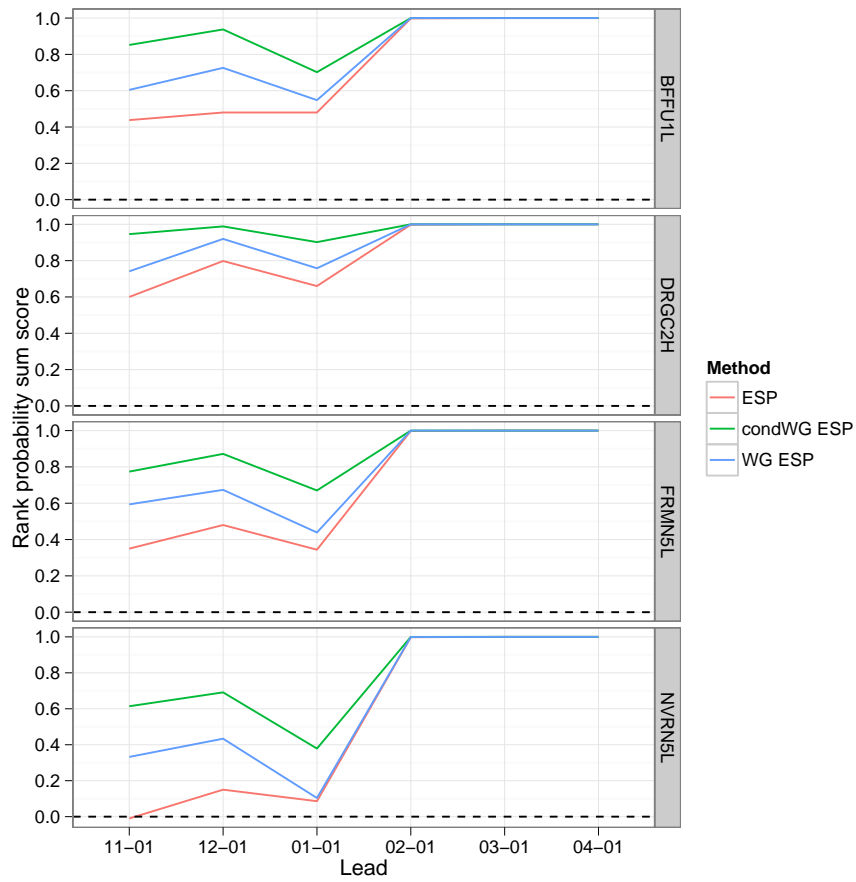 Rank probability sum score
1.0
0.8
0.6
0.4
0.2
0.0
BFFU1L
1.0
0.8
0.6
0.4
0.2
0.0
DRGC2H
1.0
0.8
0.6
0.4
0.2
0.0
FRMN5L
1.0
0.8
0.6
0.4
0.2
0.0
NVRN5L
11−01 12−01 01−01 02−01 03−01 04−01
Lead
Method
ESP
condWG ESP
WG ESP